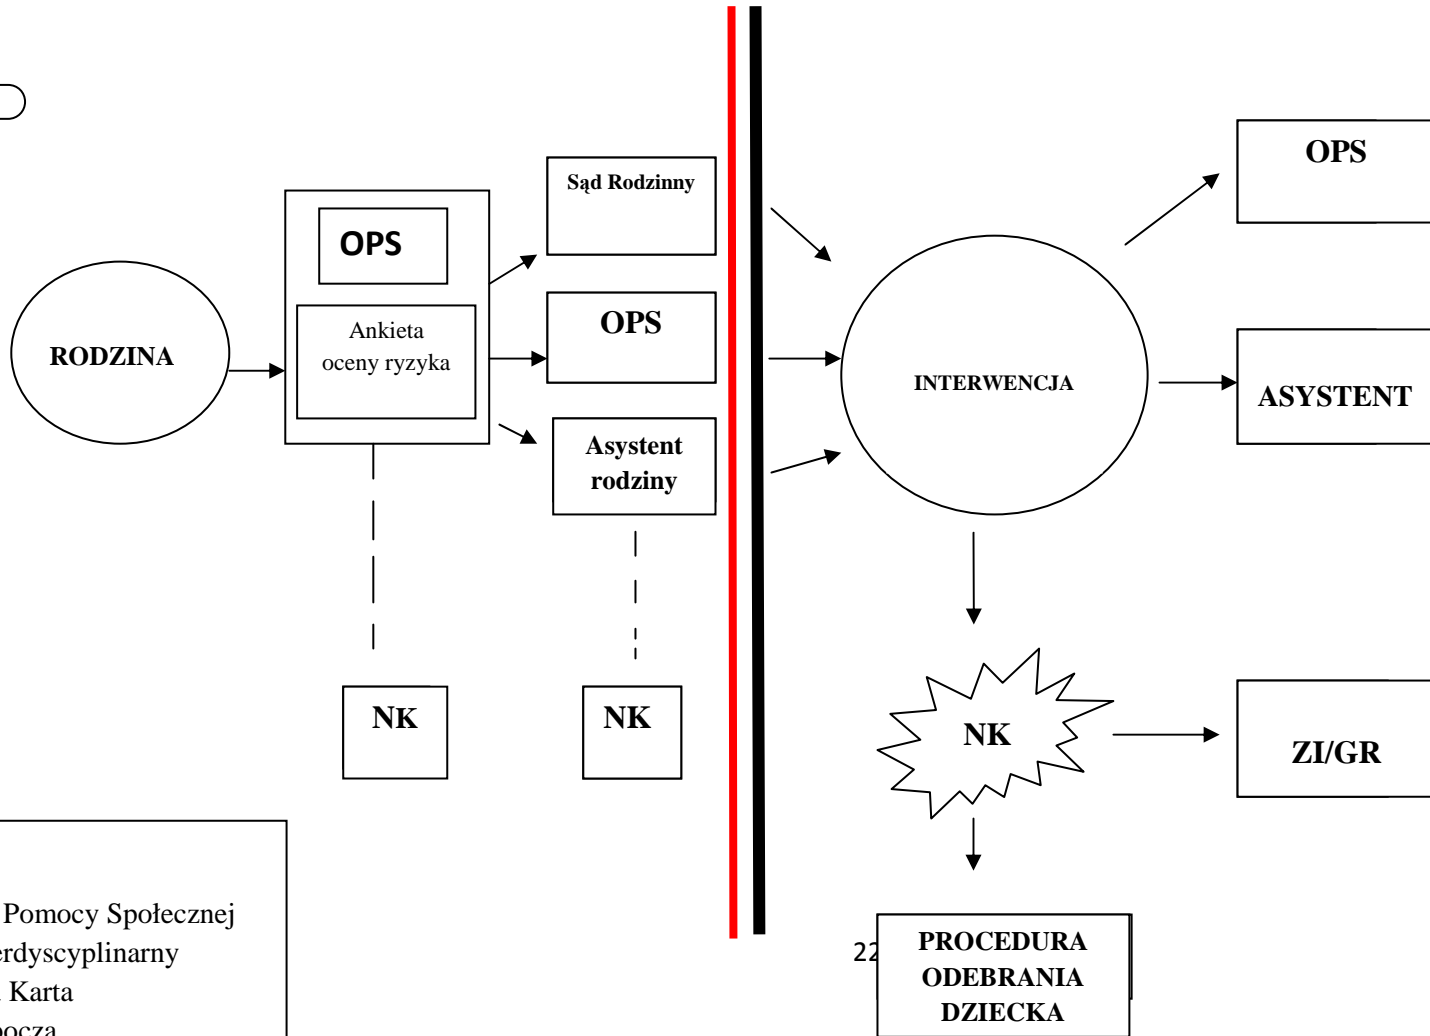 RODZINA
OPS
Ankieta
oceny ryzyka
Sąd Rodzinny
OPS
Asystent
rodziny
NK
NK
INTERWENCJA
OPS
ASYSTENT
NK
ZI/GR
PROCEDURA
ODEBRANIA
DZIECKA
22
Pomocy Społecznej
erdyscyplinarny
Karta
bocza